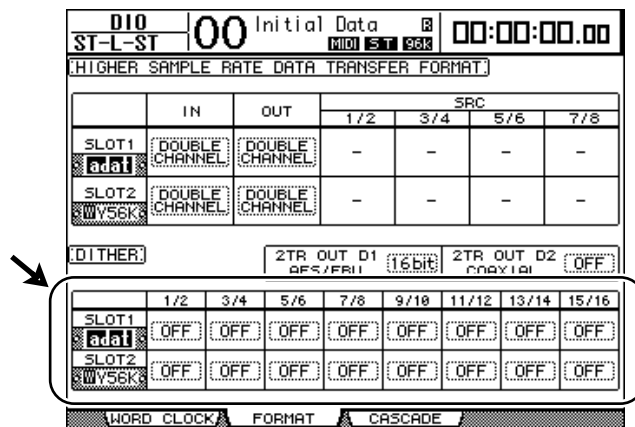 DIO
ST-L-ST
00 Initial Data R
MIDI ST 96K
00:00:00.00
HIGHER SAMPLE RATE DATA TRANSFER FORMAT
IN OUT SRC
1/2 3/4 5/6 7/8
SLOT1 adat DOUBLE CHANNEL DOUBLE CHANNEL - - - -
SLOT2 WY56K DOUBLE CHANNEL DOUBLE CHANNEL - - - -
DITHER
2TR OUT D1 16bit 2TR OUT D2 OFF
AES/EBU COAXIAL
1/2 3/4 5/6 7/8 9/10 11/12 13/14 15/16
SLOT1 adat OFF OFF OFF OFF OFF OFF OFF OFF
SLOT2 WY56K OFF OFF OFF OFF OFF OFF OFF OFF
WORD CLOCK FORMAT CASCADE